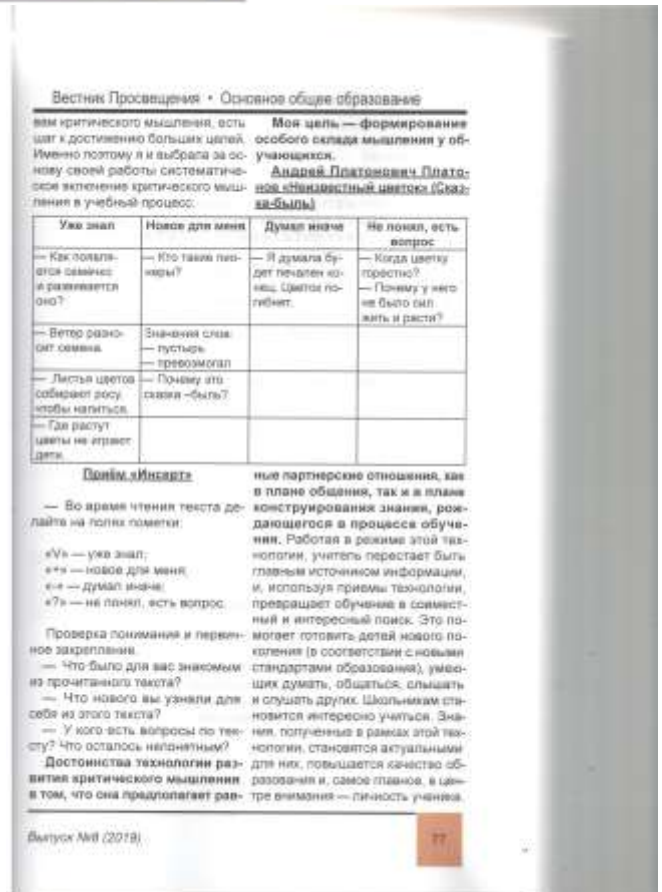 Вестник Просвещения • Основное общее образование
вем критического мышления, есть
шаг к достижению больших целей.
Именно поэтому я и выбрала за ос-
нову своей работы систематиче-
ское включение критического мыш-
ления в учебный процесс.
Моя цель — формирование
особого склада мышления у об-
учающихся.
Андрей Платонович Плато-
нов «Неизвестный цветок» (Сказ-
ка-быль)
Уже знал
Новое для меня
Думал иначе
Не понял, есть
вопрос
— Как появля-
ется семечко
и развивается
оно?
— Кто такие пио-
неры?
— Я думала бу-
дет печален ко-
нец. Цветок по-
гибнет.
— Когда цветку
горестно?
— Почему у него
не было сил
жить и расти?
— Ветер разно-
сит семена.
Значения слов:
— пустырь
— превозмогал
— Листья цветов
собирают росу,
чтобы напиться.
— Почему это
сказка –быль?
— Где растут
цветы не играют
дети.
Приём «Инсерт»
— Во время чтения текста де-
лайте на полях пометки:
«V» — уже знал;
«+» — новое для меня;
«-» — думал иначе;
«?» — не понял, есть вопрос.
Проверка понимания и первич-
ное закрепление.
— Что было для вас знакомым
из прочитанного текста?
— Что нового вы узнали для
себя из этого текста?
— У кого есть вопросы по тек-
сту? Что осталось непонятным?
Достоинства технологии раз-
вития критического мышления
в том, что она предполагает рав-
ные партнерские отношения, как
в плане общения, так и в плане
конструирования знания, рож-
дающегося в процессе обуче-
ния. Работая в режиме этой тех-
нологии, учитель перестает быть
главным источником информации,
и, используя приемы технологии,
превращает обучение в совмест-
ный и интересный поиск. Это по-
могает готовить детей нового по-
коления (в соответствии с новыми
стандартами образования), умею-
щих думать, общаться, слышать
и слушать других. Школьникам ста-
новится интересно учиться. Зна-
ния, полученные в рамках этой тех-
нологии, становятся актуальными
для них, повышается качество об-
разования и, самое главное, в цен-
тре внимания — личность ученика.
Выпуск №8 (2019)
77